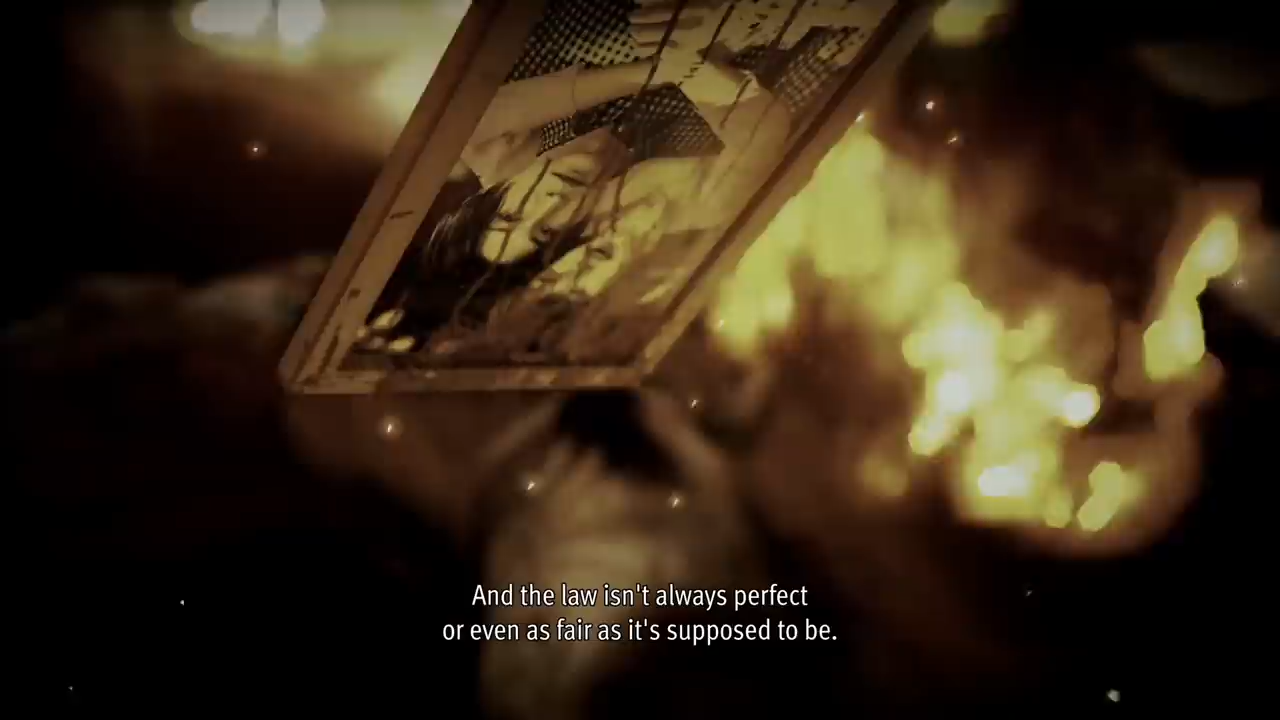 And the law isn't always perfect
or even as fair as it's supposed to be.